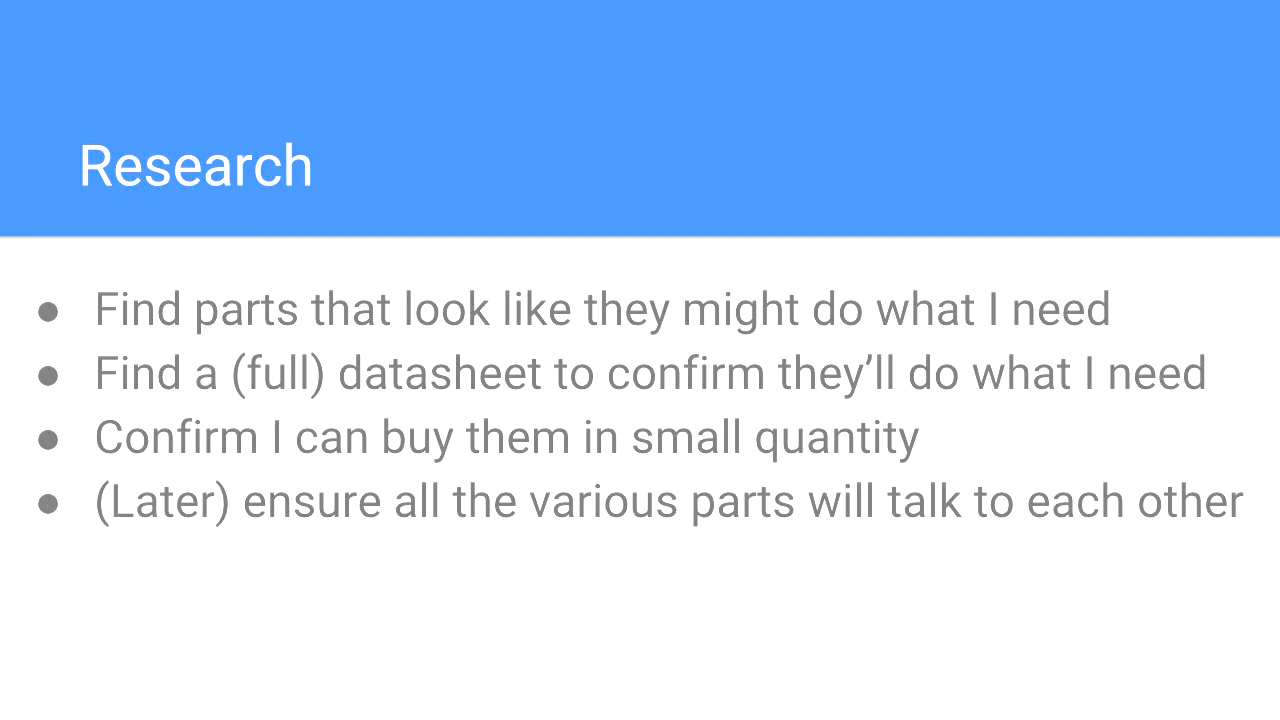 Research
● Find parts that look like they might do what I need
● Find a (full) datasheet to confirm they’ll do what I need
● Confirm I can buy them in small quantity
● (Later) ensure all the various parts will talk to each other